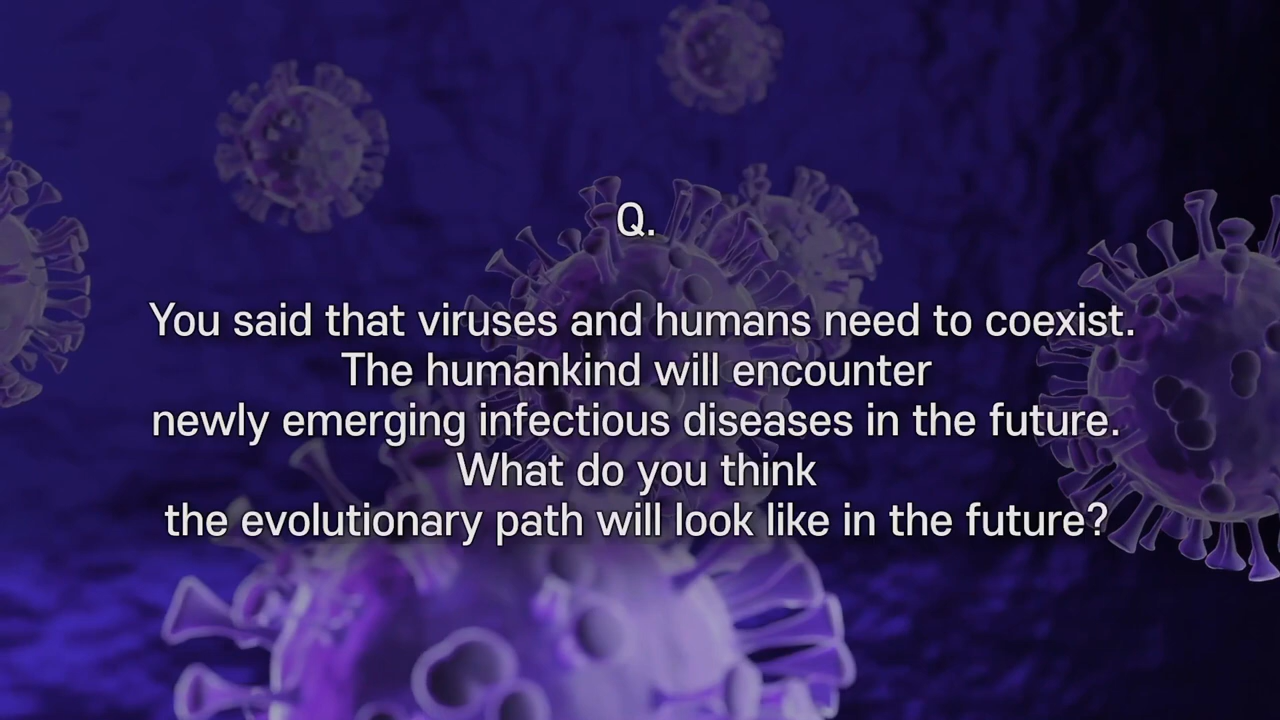 Q.
You said that viruses and humans need to coexist.
The humankind will encounter
newly emerging infectious diseases in the future.
What do you think
the evolutionary path will look like in the future?